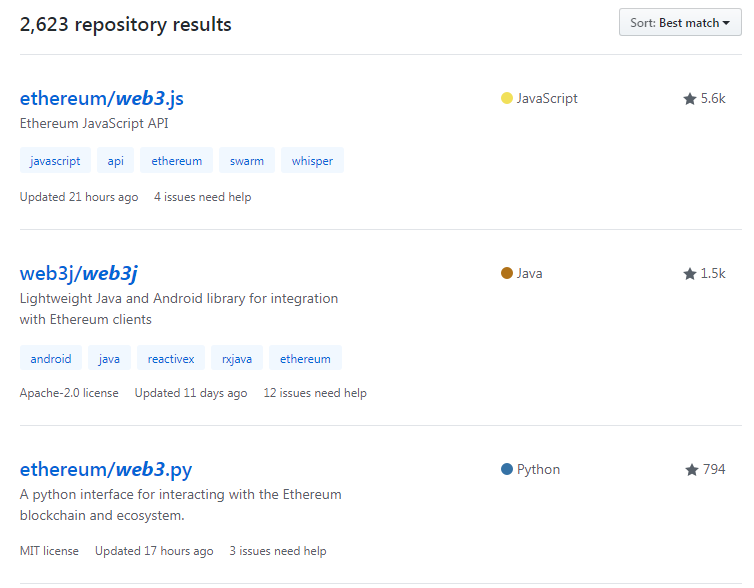 2,623 repository results
Sort: Best match
ethereum/web3.js
JavaScript
5.6k
Ethereum JavaScript API
javascript api ethereum swarm whisper
Updated 21 hours ago 4 issues need help
web3j/web3j
Java
1.5k
Lightweight Java and Android library for integration
with Ethereum clients
android java reactivex rxjava ethereum
Apache-2.0 license Updated 11 days ago 12 issues need help
ethereum/web3.py
Python
794
A python interface for interacting with the Ethereum
blockchain and ecosystem.
MIT license Updated 17 hours ago 3 issues need help